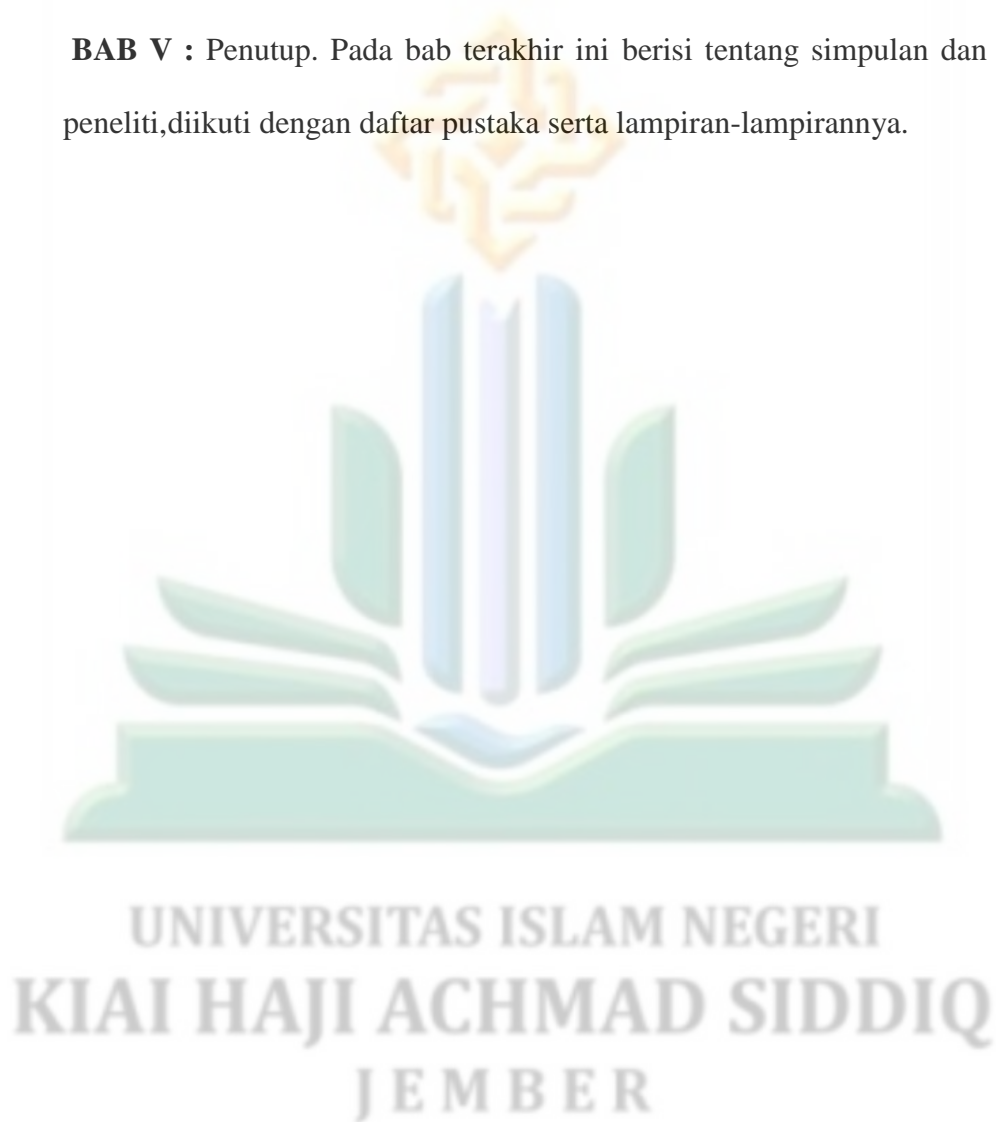 BAB V : Penutup. Pada bab terakhir ini berisi tentang simpulan dan
peneliti,diikuti dengan daftar pustaka serta lampiran-lampirannya.
UNIVERSITAS ISLAM NEGERI
KIAI HAJI ACHMAD SIDDIQ
JEMBER